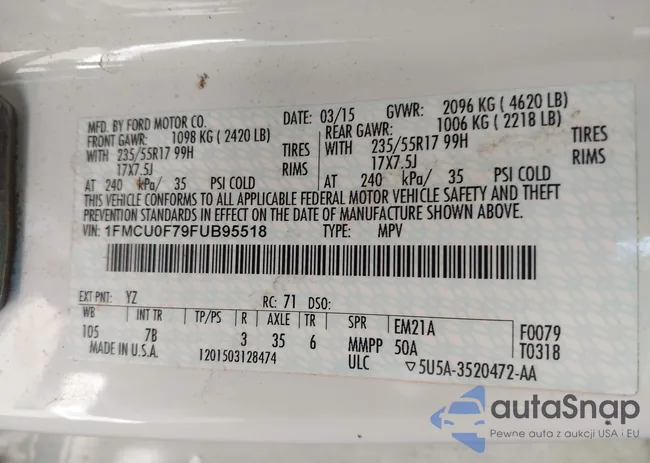 MFD. BY FORD MOTOR CO. DATE: 03/15 GVWR: 2096 KG ( 4620 LB)
FRONT GAWR: 1098 KG ( 2420 LB) REAR GAWR: 1006 KG ( 2218 LB)
WITH 235/55R17 99H TIRES WITH 235/55R17 99H TIRES
17X7.5J RIMS 17X7.5J RIMS
AT 240 kPa/ 35 PSI COLD AT 240 kPa/ 35 PSI COLD
THIS VEHICLE CONFORMS TO ALL APPLICABLE FEDERAL MOTOR VEHICLE SAFETY AND THEFT
PREVENTION STANDARDS IN EFFECT ON THE DATE OF MANUFACTURE SHOWN ABOVE.
VIN: 1FMCU0F79FUB95518 TYPE: MPV
EXT PNT: YZ RC: 71 DSO:
WB INT TR TP/PS R AXLE TR SPR EM21A F0079
105 7B 3 35 6 MMPP 50A T0318
MADE IN U.S.A. 1201503128474 ULC ▽5U5A-3520472-AA
autaSnap
Pewne auta z aukcji USA i EU